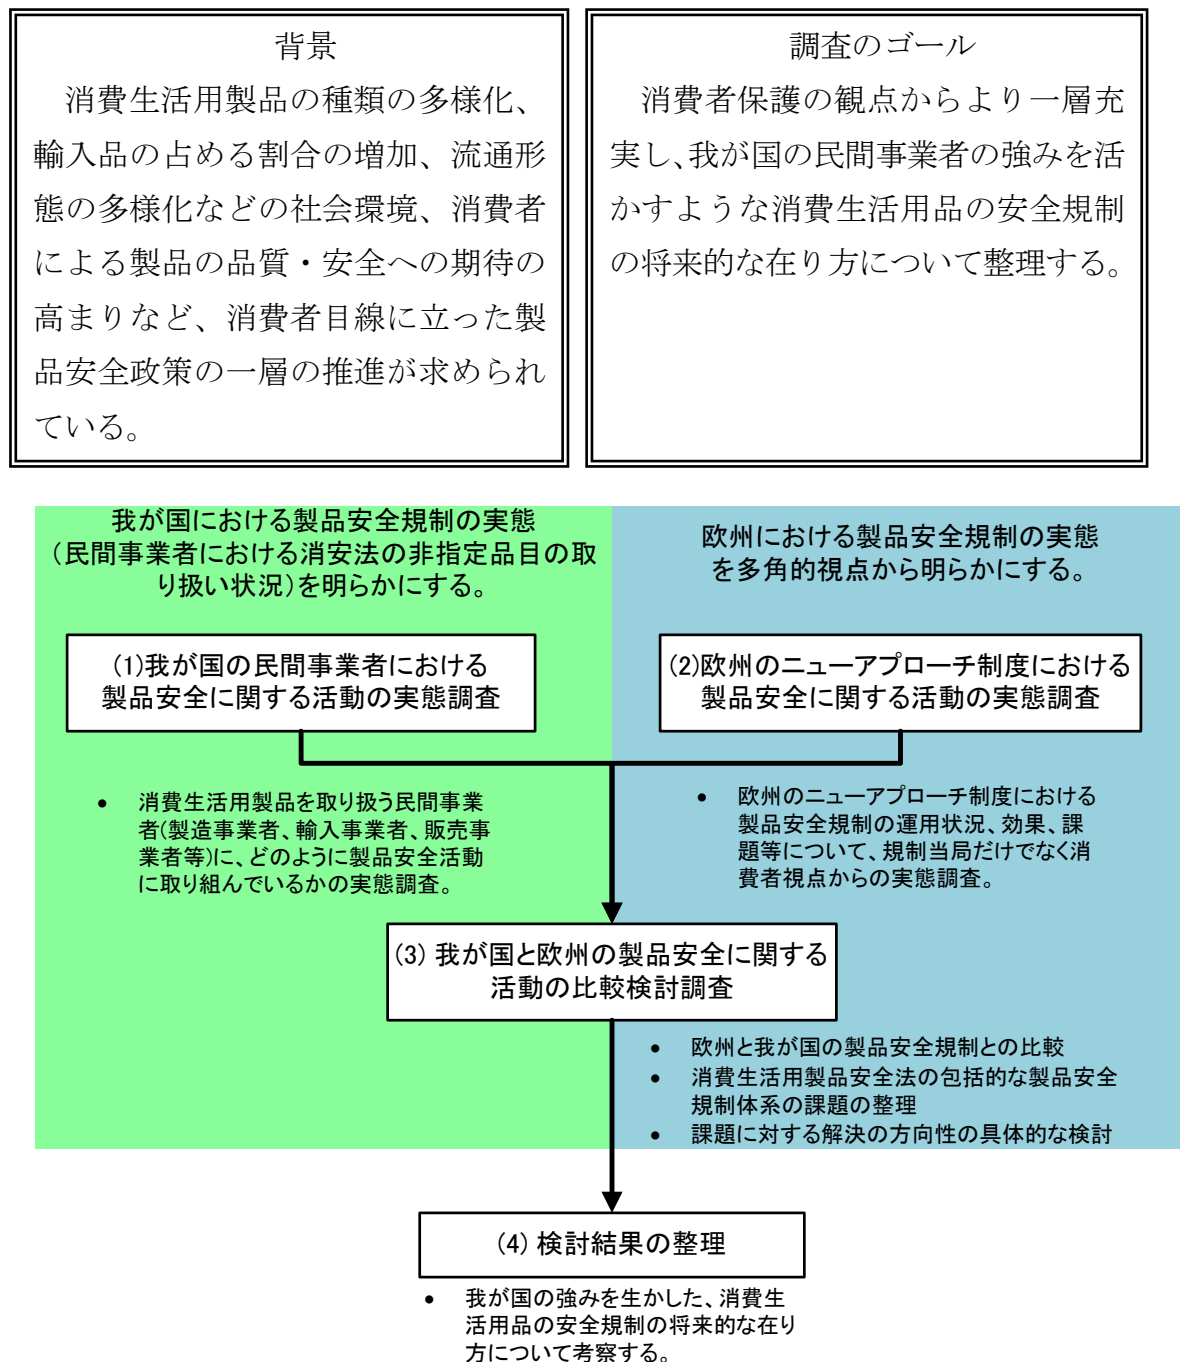 背景
消費生活用製品の種類の多様化、
輸入品の占める割合の増加、流通形
態の多様化などの社会環境、消費者
による製品の品質・安全への期待の
高まりなど、消費者目線に立った製
品安全政策の一層の推進が求められ
ている。
調査のゴール
消費者保護の観点からより一層充
実し、我が国の民間事業者の強みを活
かすような消費生活用品の安全規制
の将来的な在り方について整理する。
我が国における製品安全規制の実態
（民間事業者における消安法の非指定品目の取
り扱い状況）を明らかにする。
欧州における製品安全規制の実態
を多角的視点から明らかにする。
(1)我が国の民間事業者における
製品安全に関する活動の実態調査
(2)欧州のニューアプローチ制度における
製品安全に関する活動の実態調査
• 消費生活用製品を取り扱う民間事業
者(製造事業者、輸入事業者、販売事
業者等)に、どのように製品安全活動
に取り組んでいるかの実態調査。
• 欧州のニューアプローチ制度における
製品安全規制の運用状況、効果、課
題等について、規制当局だけでなく消
費者視点からの実態調査。
(3) 我が国と欧州の製品安全に関する
活動の比較検討調査
• 欧州と我が国の製品安全規制との比較
• 消費生活用製品安全法の包括的な製品安全
規制体系の課題の整理
• 課題に対する解決の方向性の具体的な検討
(4) 検討結果の整理
• 我が国の強みを生かした、消費生
活用品の安全規制の将来的な在り
方について考察する。